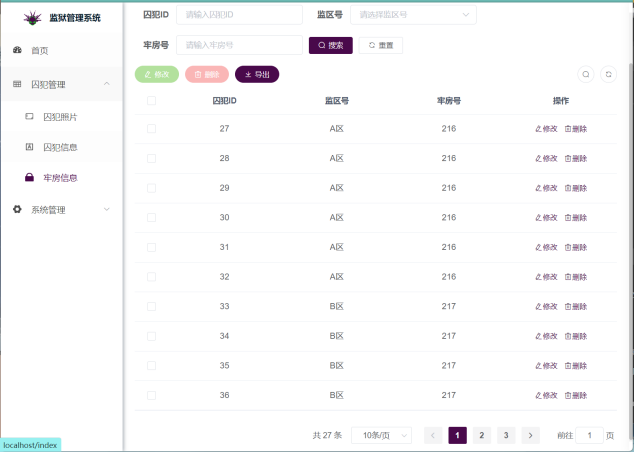 监狱管理系统
首页
囚犯管理
囚犯照片
囚犯信息
牢房信息
系统管理
囚犯ID 请输入囚犯ID 监区号 请选择监区号
牢房号 请输入牢房号 搜索 重置
修改 删除 导出
囚犯ID 监区号 牢房号 操作
27 A区 216 修改 删除
28 A区 216 修改 删除
29 A区 216 修改 删除
30 A区 216 修改 删除
31 A区 216 修改 删除
32 A区 216 修改 删除
33 B区 217 修改 删除
34 B区 217 修改 删除
35 B区 217 修改 删除
36 B区 217 修改 删除
共 27 条 10条/页 1 2 3 前往 1 页
localhost/index